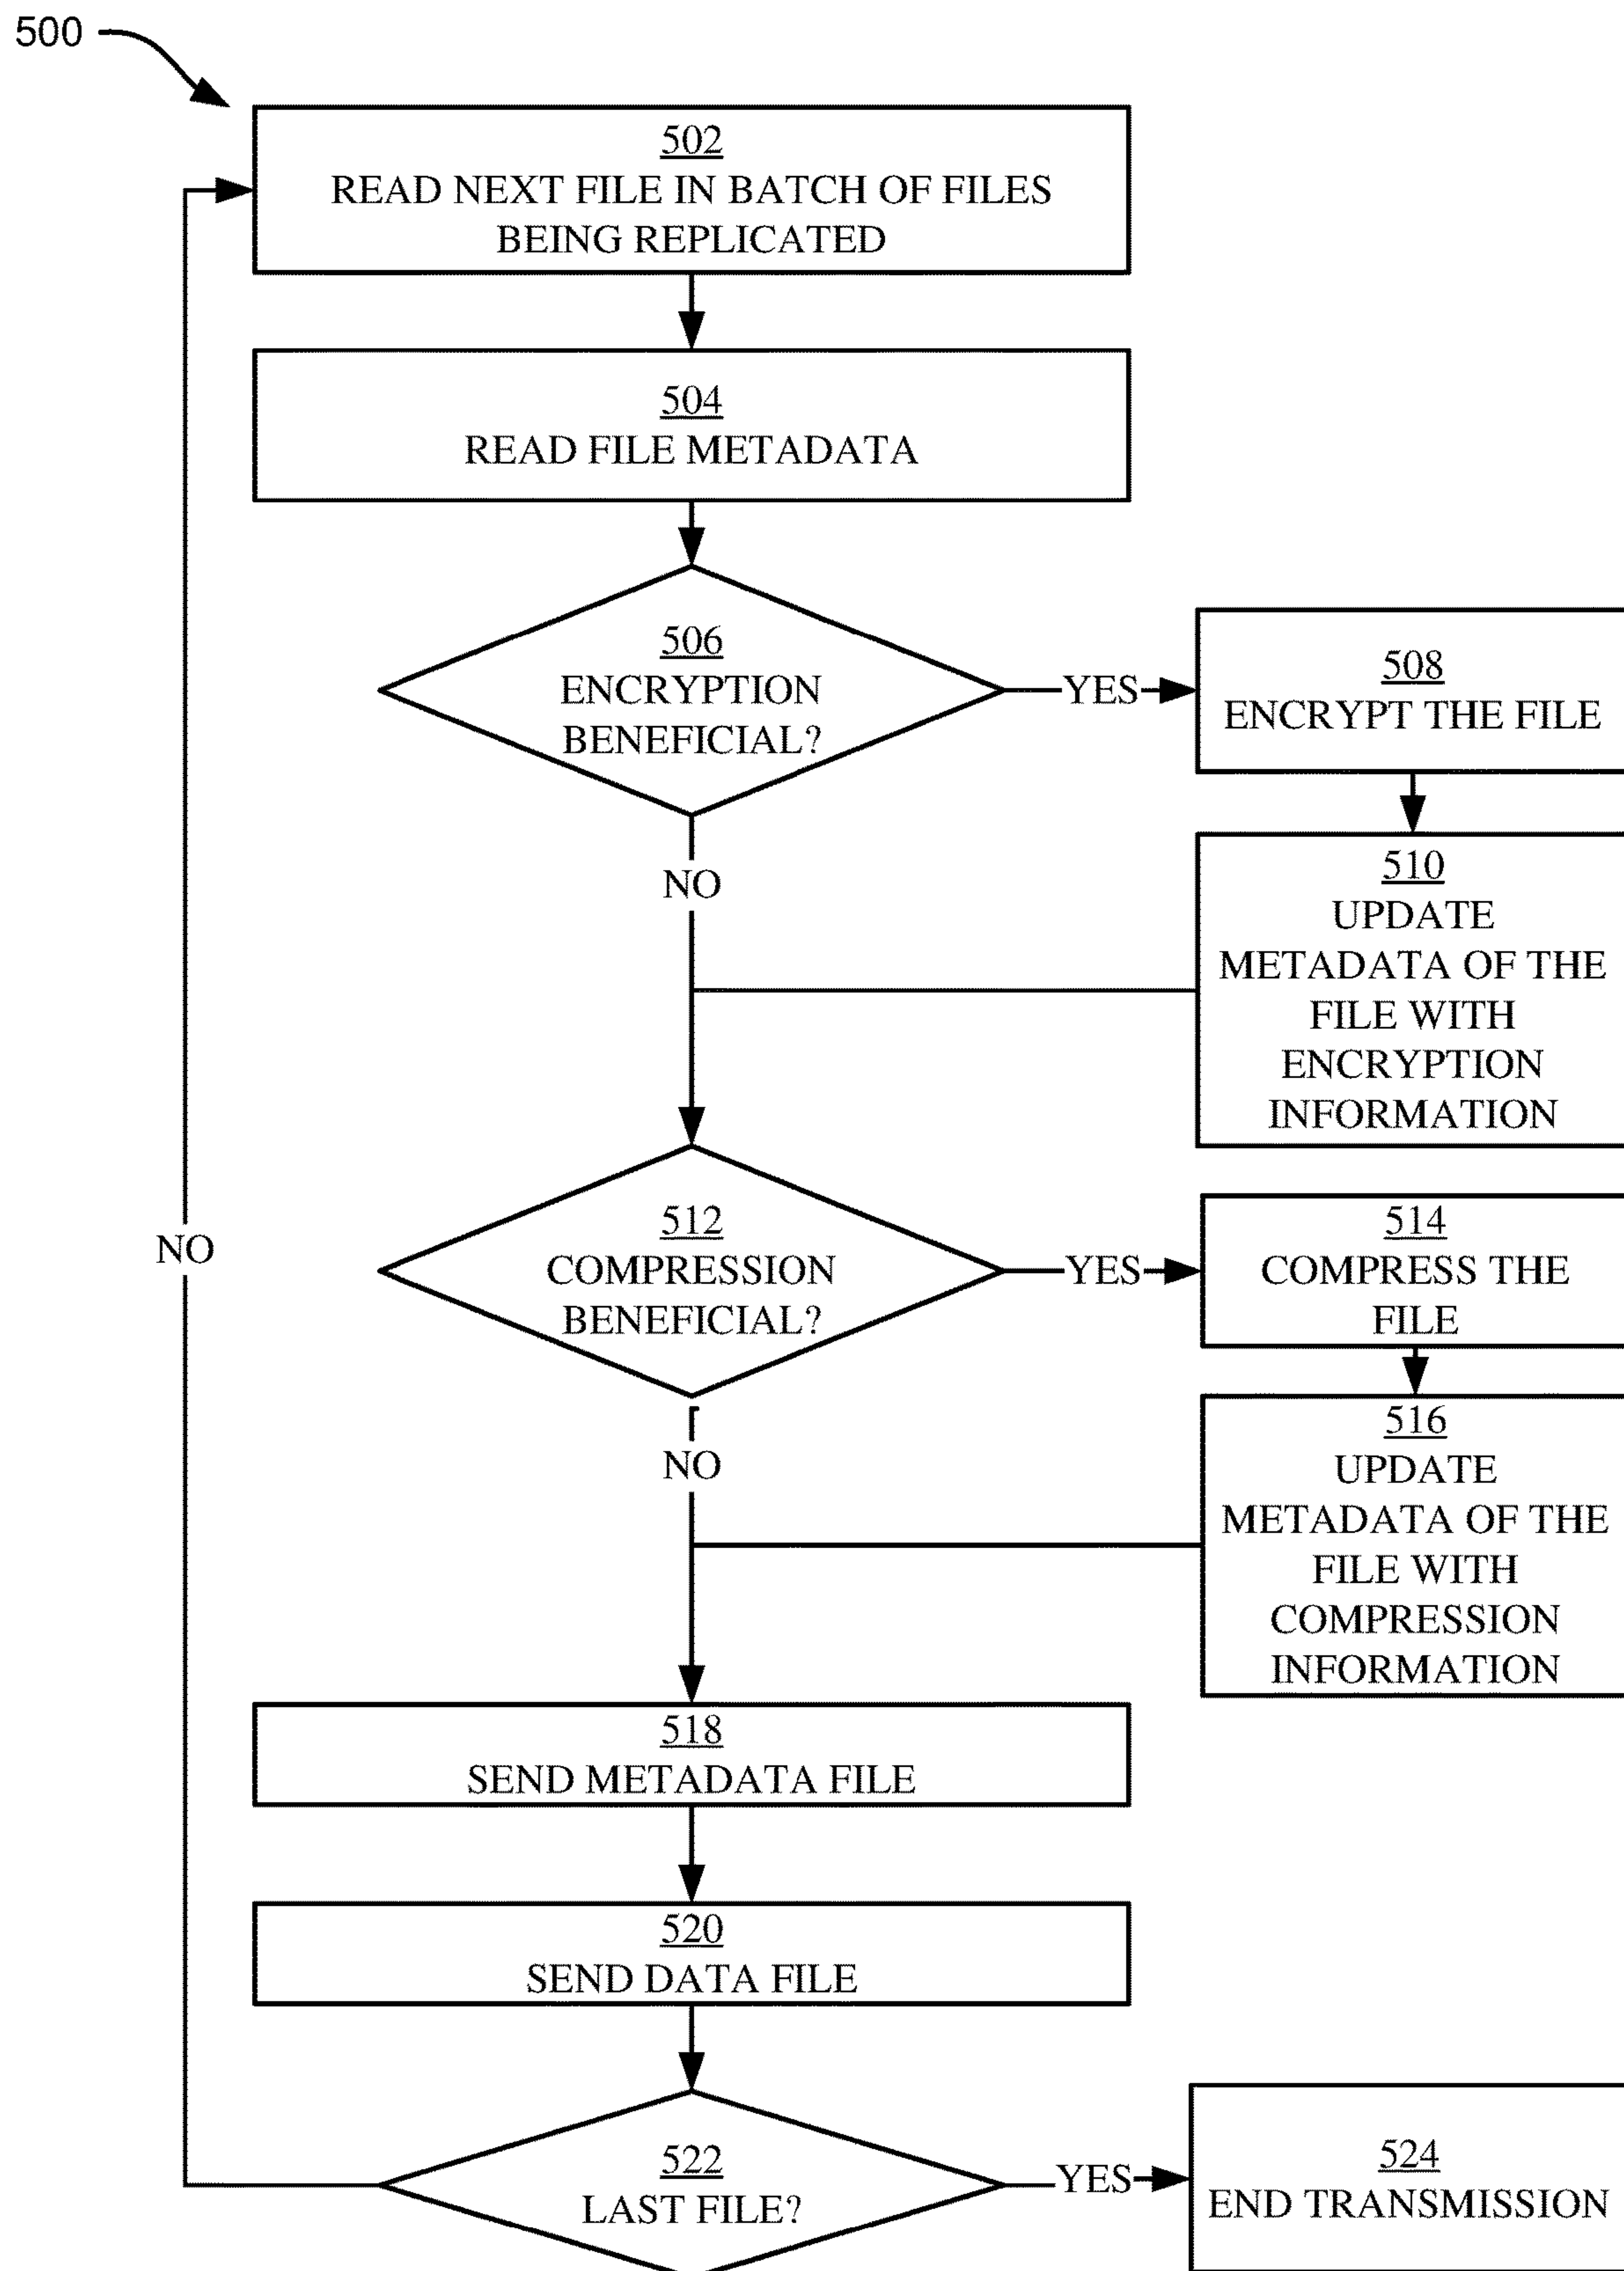 500
502
READ NEXT FILE IN BATCH OF FILES
BEING REPLICATED
504
READ FILE METADATA
506
ENCRYPTION
BENEFICIAL?
YES
508
ENCRYPT THE FILE
NO
510
UPDATE
METADATA OF THE
FILE WITH
ENCRYPTION
INFORMATION
512
COMPRESSION
BENEFICIAL?
YES
514
COMPRESS THE
FILE
NO
NO
516
UPDATE
METADATA OF THE
FILE WITH
COMPRESSION
INFORMATION
518
SEND METADATA FILE
520
SEND DATA FILE
522
LAST FILE?
YES
524
END TRANSMISSION